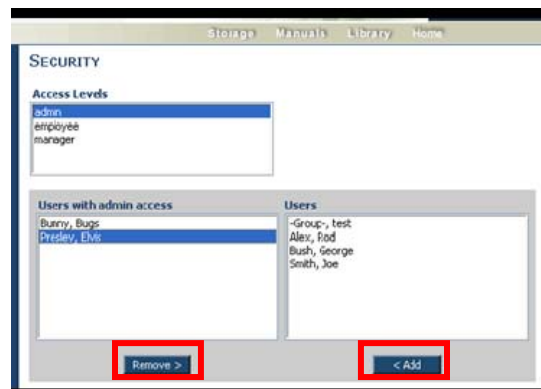 Storage Manuals Library Home
SECURITY
Access Levels
admin
employee
manager
Users with admin access
Bunny, Bugs
Presley, Elvis
Users
-Group-, test
Alex, Rod
Bush, George
Smith, Joe
Remove >
< Add